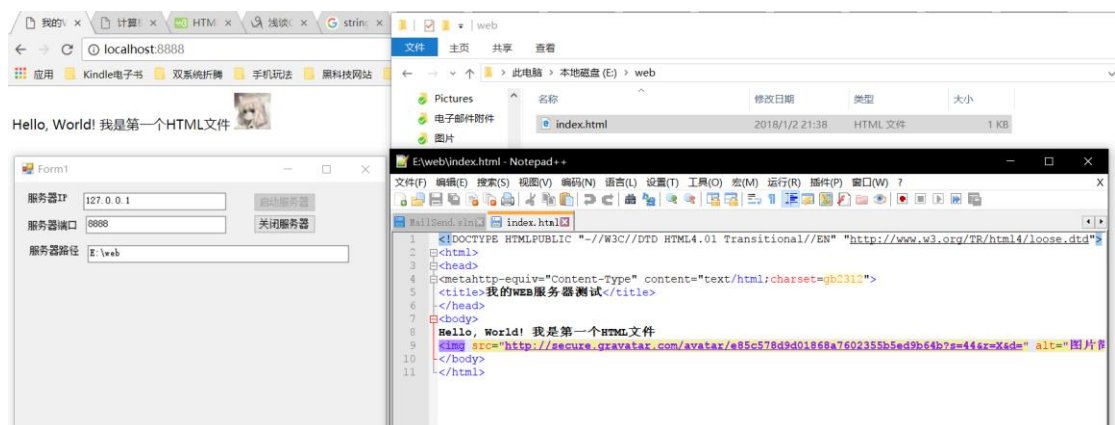 我的V
计算
HTM
浅谈
string
localhost:8888
应用 Kindle电子书 双系统折腾 手机玩法 黑科技网站
Hello, World! 我是第一个HTML文件
Form1
服务器IP 127.0.0.1 启动服务器
服务器端口 8888 关闭服务器
服务器路径 E:\web
web
文件 主页 共享 查看
此电脑 > 本地磁盘 (E:) > web
Pictures
电子邮件附件
图片
名称 修改日期 类型 大小
index.html 2018/1/2 21:38 HTML 文件 1 KB
E:\web\index.html - Notepad++
文件(F) 编辑(E) 搜索(S) 视图(V) 编码(N) 语言(L) 设置(T) 工具(O) 宏(M) 运行(R) 插件(P) 窗口(W) ? X
MailSend.sln index.html
1 <!DOCTYPE HTMLPUBLIC "-//W3C//DTD HTML4.01 Transitional//EN" "http://www.w3.org/TR/html4/loose.dtd">
2 <html>
3 <head>
4 <metahttp-equiv="Content-Type" content="text/html;charset=gb2312">
5 <title>我的WEB服务器测试</title>
6 </head>
7 <body>
8 Hello, World! 我是第一个HTML文件
9 <img src="http://secure.gravatar.com/avatar/e85c578d9d01868a7602355b5ed9b64b?s=44&r=X&d=" alt="图片简
10 </body>
11 </html>